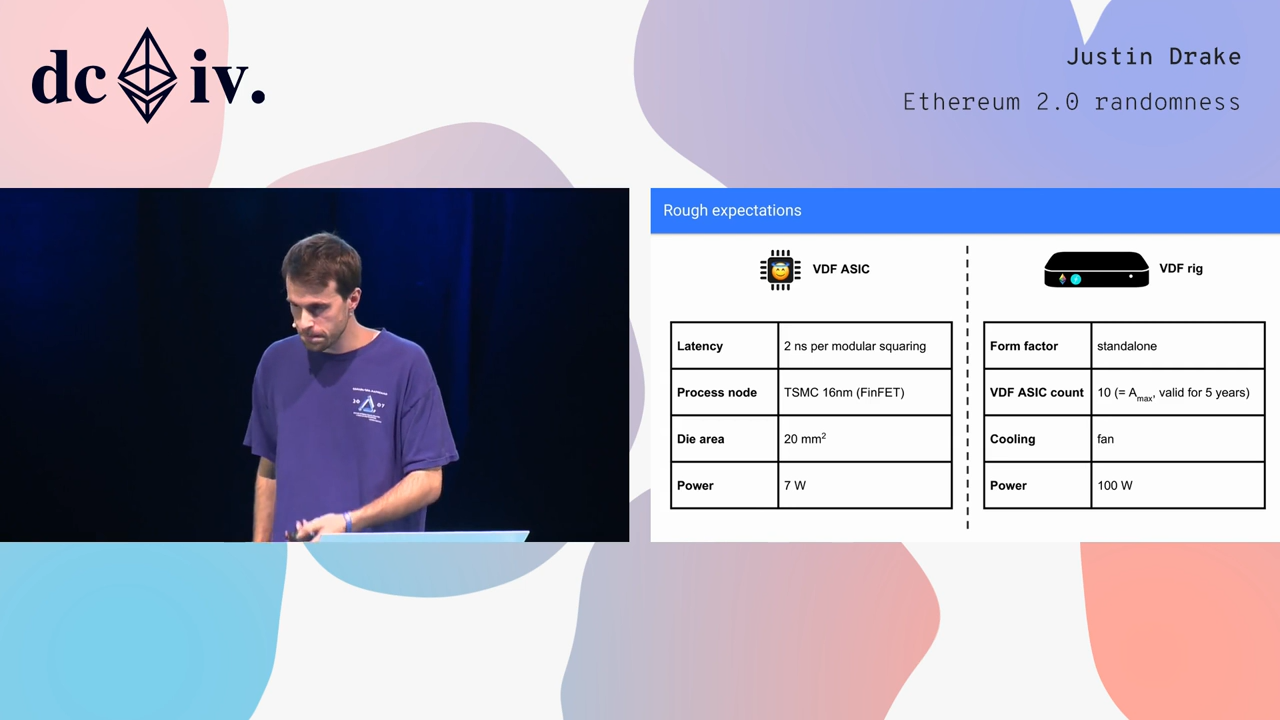 dc iv.
Justin Drake
Ethereum 2.0 randomness
Rough expectations
VDF ASIC
Latency 2 ns per modular squaring
Process node TSMC 16nm (FinFET)
Die area 20 mm²
Power 7 W
VDF rig
Form factor standalone
VDF ASIC count 10 (= Amax, valid for 5 years)
Cooling fan
Power 100 W